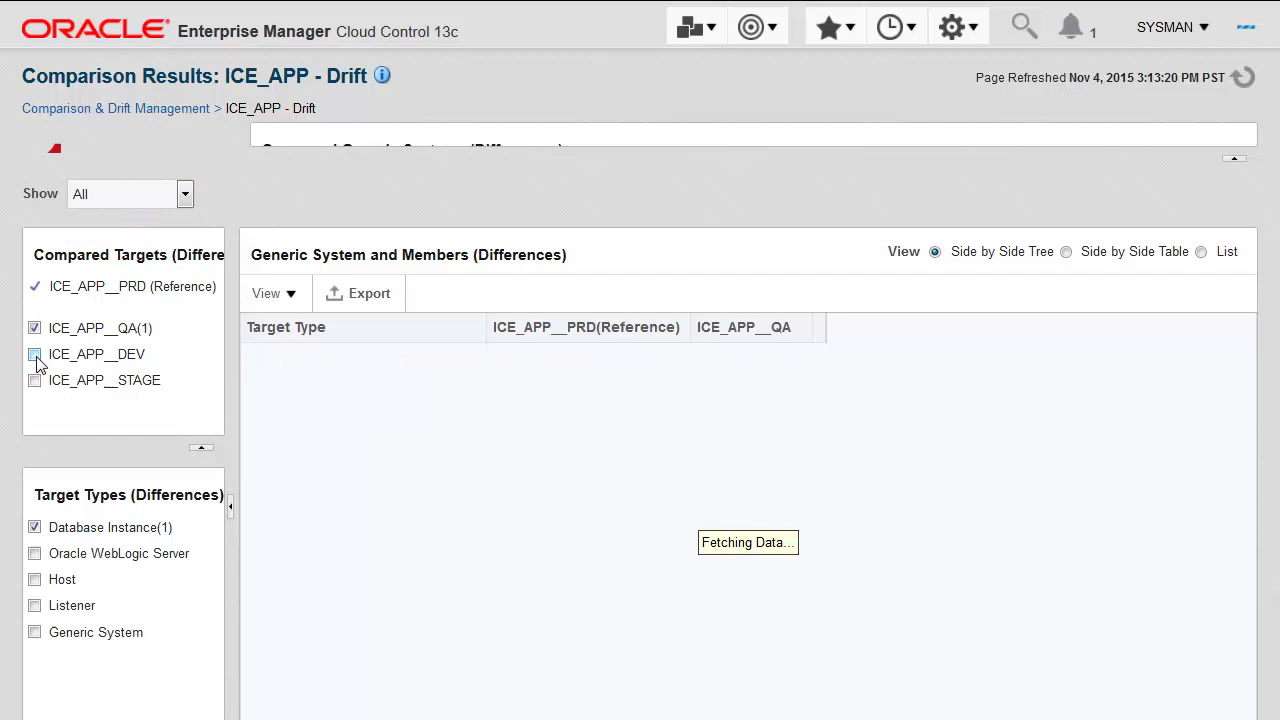 ORACLE Enterprise Manager Cloud Control 13c
1
SYSMAN
Comparison Results: ICE_APP - Drift
Page Refreshed Nov 4, 2015 3:13:20 PM PST
Comparison & Drift Management > ICE_APP - Drift
Show All
Compared Targets (Differe
ICE_APP__PRD (Reference)
ICE_APP__QA(1)
ICE_APP__DEV
ICE_APP__STAGE
Target Types (Differences)
Database Instance(1)
Oracle WebLogic Server
Host
Listener
Generic System
Generic System and Members (Differences)
View Side by Side Tree Side by Side Table List
View Export
Target Type ICE_APP__PRD(Reference) ICE_APP__QA
Fetching Data...